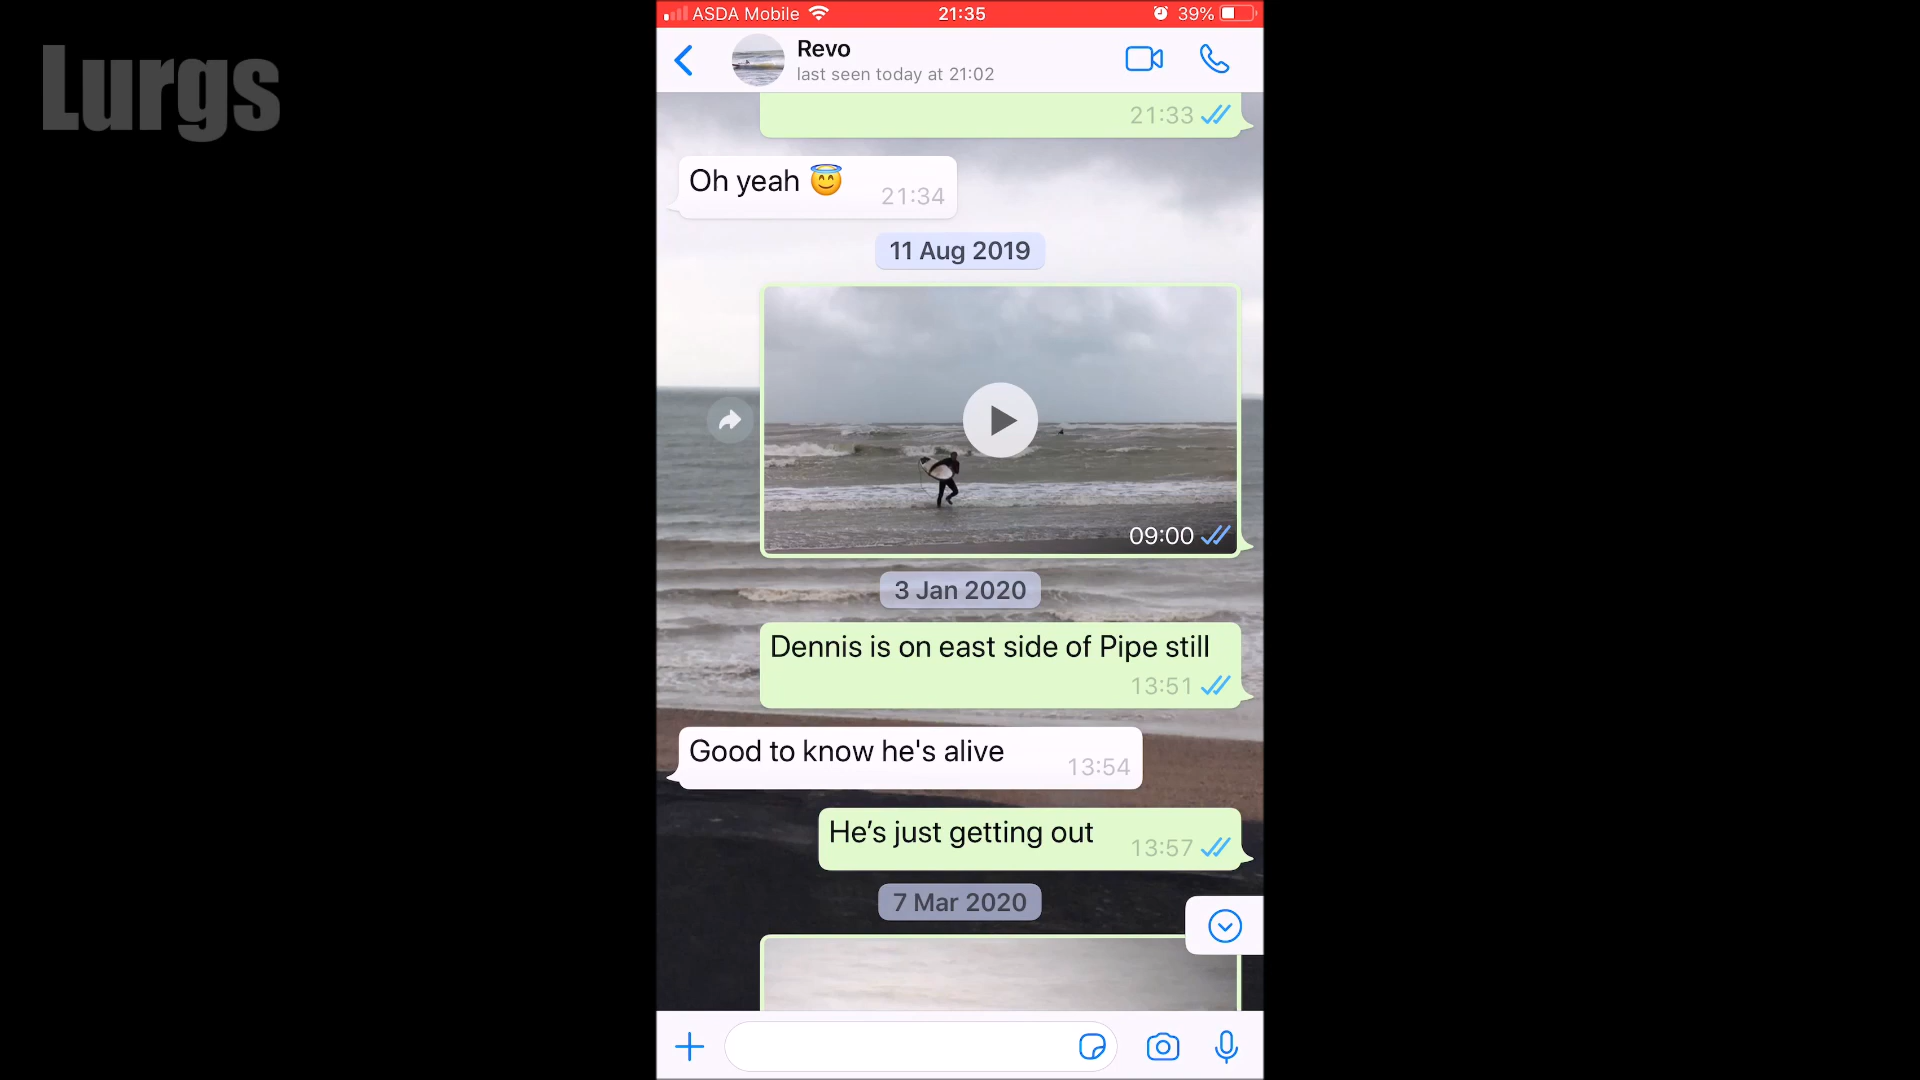 Lurgs
ASDA Mobile 21:35 39%
Revo
last seen today at 21:02
21:33
Oh yeah 😇 21:34
11 Aug 2019
09:00
3 Jan 2020
Dennis is on east side of Pipe still
13:51
Good to know he's alive 13:54
He’s just getting out 13:57
7 Mar 2020